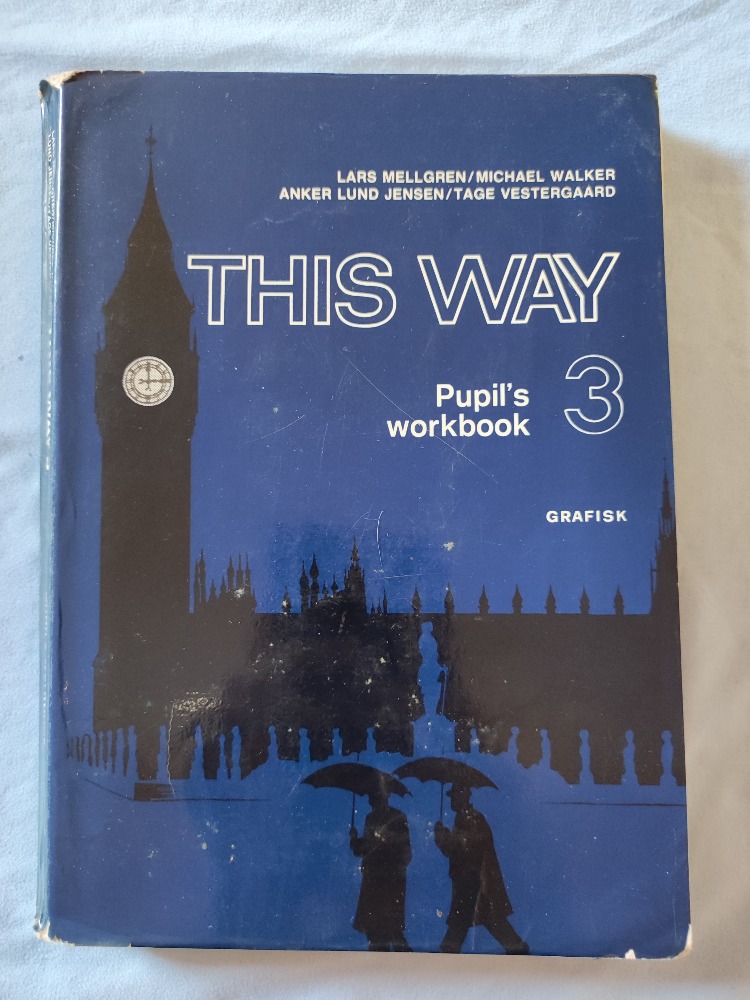 LARS MELLGREN/MICHAEL WALKER
ANKER LUND JENSEN/TAGE VESTERGAARD
THIS WAY
Pupil's
workbook
3
GRAFISK